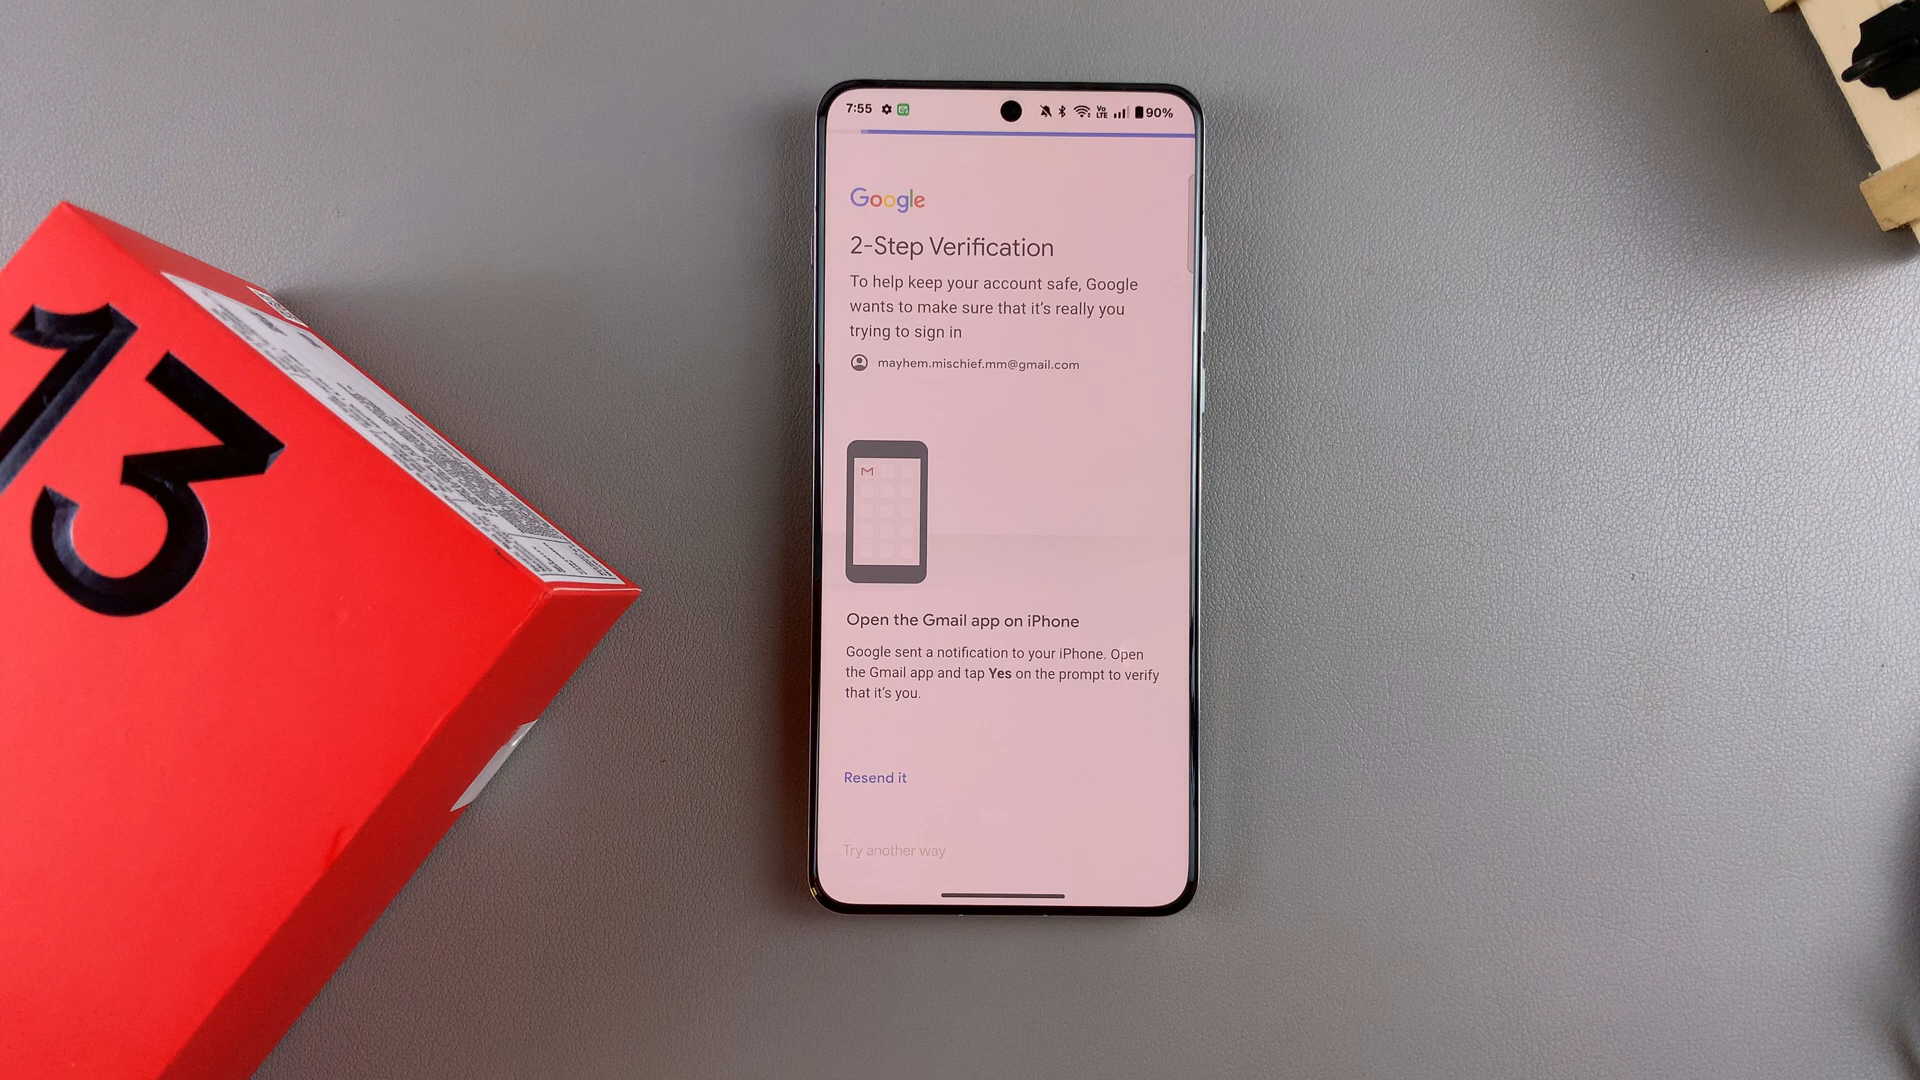 13
7:55
Vo
LTE
90%
Google
2-Step Verification
To help keep your account safe, Google
wants to make sure that it's really you
trying to sign in
mayhem.mischief.mm@gmail.com
M
Open the Gmail app on iPhone
Google sent a notification to your iPhone. Open
the Gmail app and tap Yes on the prompt to verify
that it's you.
Resend it
Try another way